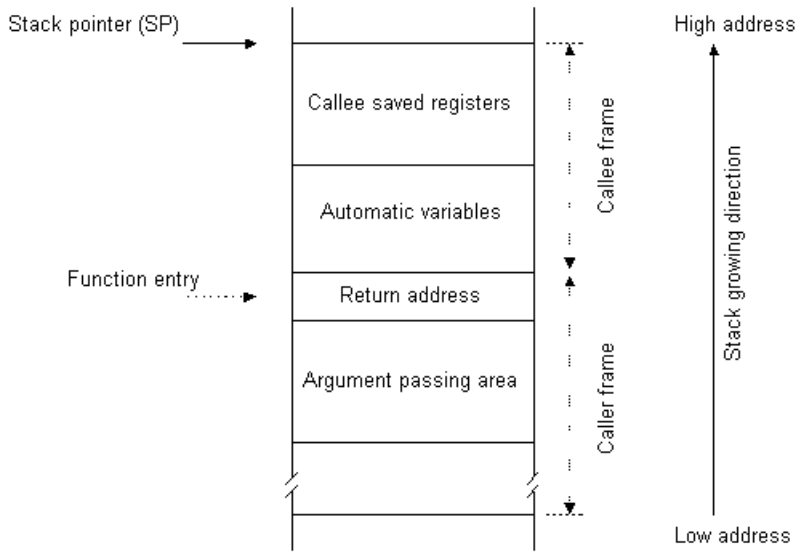 Stack pointer (SP)
High address
Callee saved registers
Callee frame
Automatic variables
Stack growing direction
Function entry
Return address
Argument passing area
Caller frame
Low address